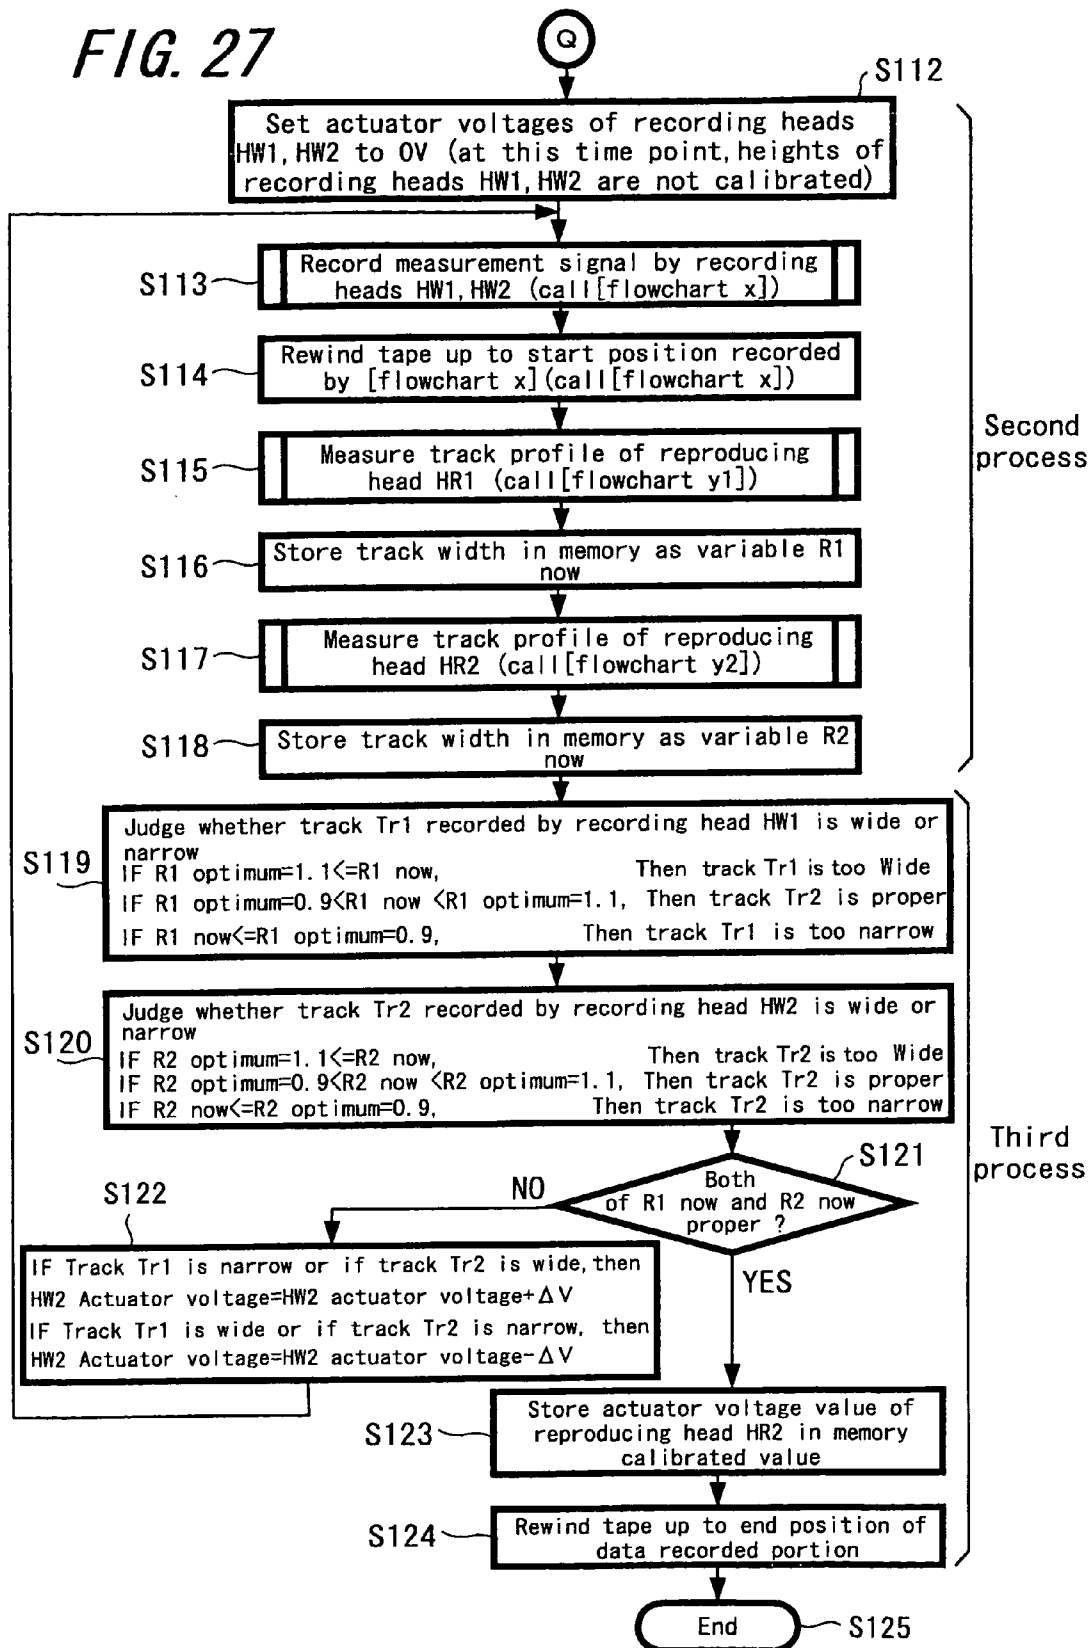 FIG. 27
Q
S112
Set actuator voltages of recording heads
HW1, HW2 to 0V (at this time point, heights of
recording heads HW1, HW2 are not calibrated)
S113
Record measurement signal by recording
heads HW1, HW2 (call[flowchart x])
S114
Rewind tape up to start position recorded
by [flowchart x](call[flowchart x])
S115
Measure track profile of reproducing
head HR1 (call[flowchart y1])
S116
Store track width in memory as variable R1
now
S117
Measure track profile of reproducing
head HR2 (call[flowchart y2])
S118
Store track width in memory as variable R2
now
Second
process
S119
Judge whether track Tr1 recorded by recording head HW1 is wide or
narrow
IF R1 optimum=1.1<=R1 now, Then track Tr1 is too Wide
IF R1 optimum=0.9<R1 now <R1 optimum=1.1, Then track Tr2 is proper
IF R1 now<=R1 optimum=0.9, Then track Tr1 is too narrow
S120
Judge whether track Tr2 recorded by recording head HW2 is wide or
narrow
IF R2 optimum=1.1<=R2 now, Then track Tr2 is too Wide
IF R2 optimum=0.9<R2 now <R2 optimum=1.1, Then track Tr2 is proper
IF R2 now<=R2 optimum=0.9, Then track Tr2 is too narrow
S121
Both
of R1 now and R2 now
proper ?
NO
YES
S122
IF Track Tr1 is narrow or if track Tr2 is wide, then
HW2 Actuator voltage=HW2 actuator voltage+ΔV
IF Track Tr1 is wide or if track Tr2 is narrow, then
HW2 Actuator voltage=HW2 actuator voltage-ΔV
Third
process
S123
Store actuator voltage value of
reproducing head HR2 in memory
calibrated value
S124
Rewind tape up to end position of
data recorded portion
End
S125